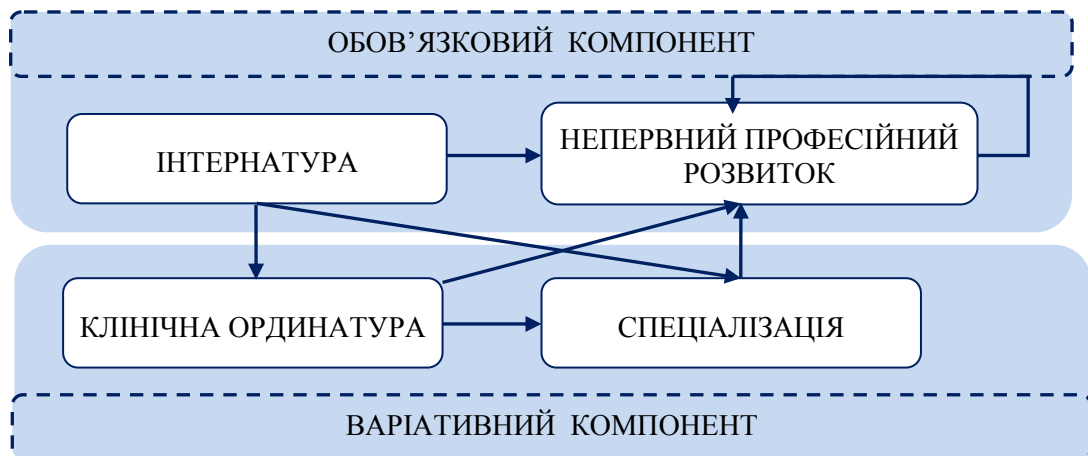 ОБОВ’ЯЗКОВИЙ КОМПОНЕНТ
ІНТЕРНАТУРА
НЕПЕРВНИЙ ПРОФЕСІЙНИЙ
РОЗВИТОК
КЛІНІЧНА ОРДИНАТУРА
СПЕЦІАЛІЗАЦІЯ
ВАРІАТИВНИЙ КОМПОНЕНТ